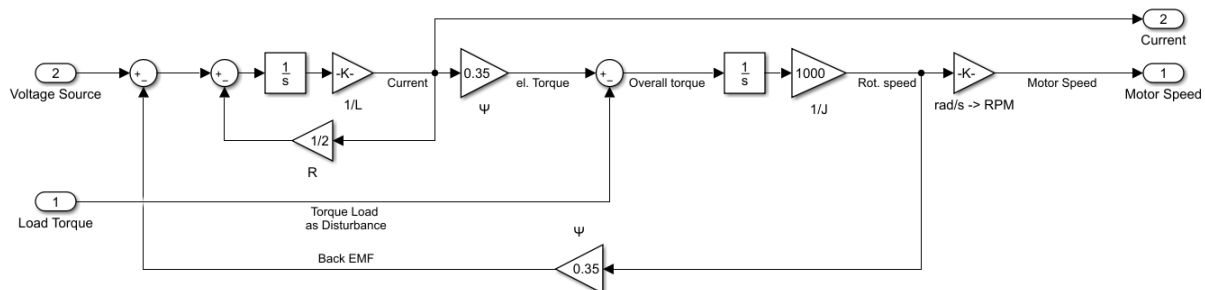 2
Current
2
Voltage Source
+
−
+
−
1
s
-K-
1/L
Current
0.35
Ψ
el. Torque
+
−
Overall torque
1
s
1000
1/J
Rot. speed
-K-
rad/s -> RPM
Motor Speed
1
Motor Speed
1/2
R
1
Load Torque
Torque Load
as Disturbance
Ψ
0.35
Back EMF